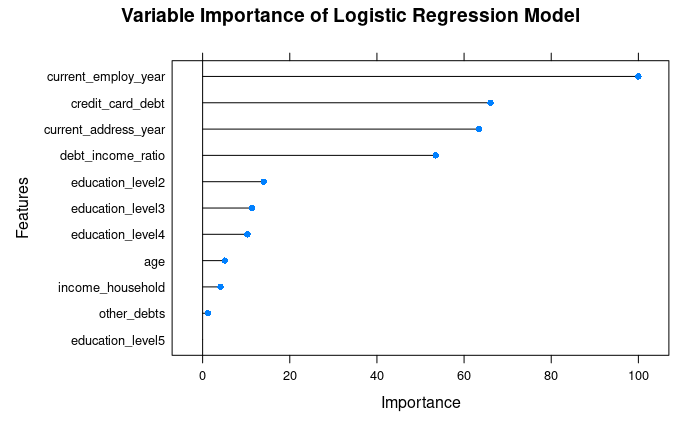 Variable Importance of Logistic Regression Model
Features
current_employ_year
credit_card_debt
current_address_year
debt_income_ratio
education_level2
education_level3
education_level4
age
income_household
other_debts
education_level5
0 20 40 60 80 100
Importance